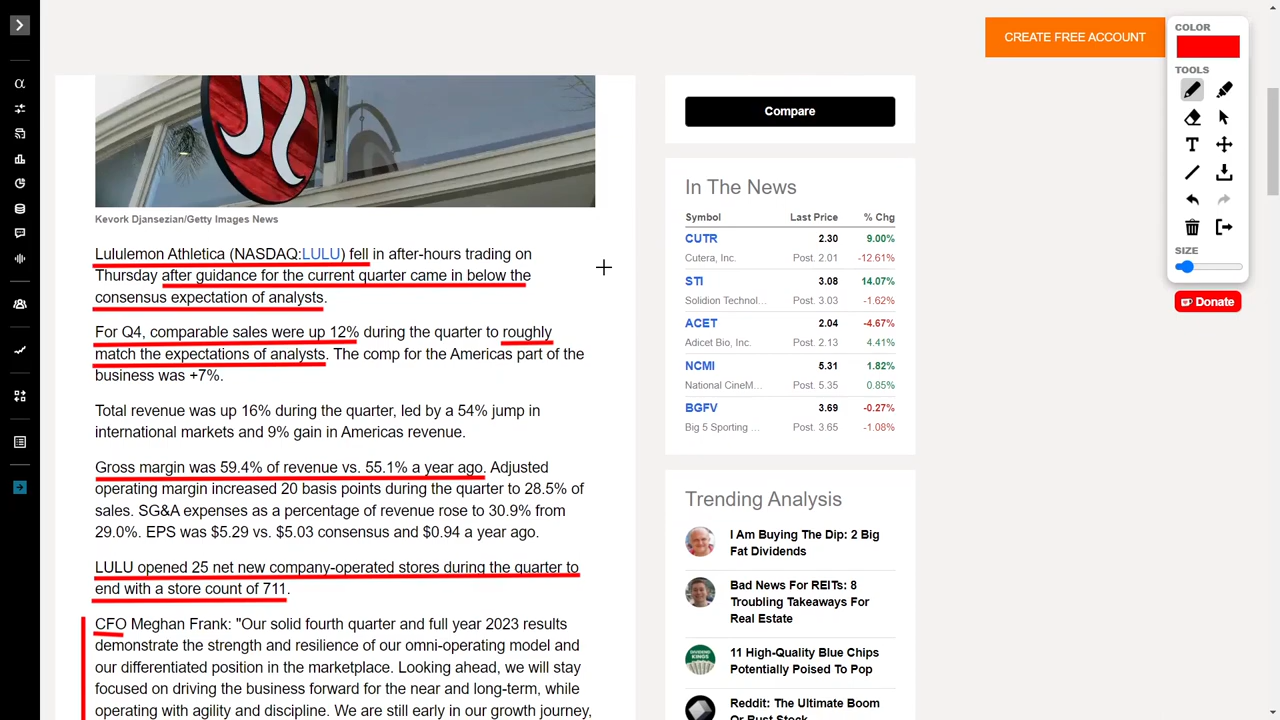 CREATE FREE ACCOUNT
COLOR
TOOLS
T
SIZE
Donate
α
Kevork Djansezian/Getty Images News
Lululemon Athletica (NASDAQ:LULU) fell in after-hours trading on
Thursday after guidance for the current quarter came in below the
consensus expectation of analysts.
For Q4, comparable sales were up 12% during the quarter to roughly
match the expectations of analysts. The comp for the Americas part of the
business was +7%.
Total revenue was up 16% during the quarter, led by a 54% jump in
international markets and 9% gain in Americas revenue.
Gross margin was 59.4% of revenue vs. 55.1% a year ago. Adjusted
operating margin increased 20 basis points during the quarter to 28.5% of
sales. SG&A expenses as a percentage of revenue rose to 30.9% from
29.0%. EPS was $5.29 vs. $5.03 consensus and $0.94 a year ago.
LULU opened 25 net new company-operated stores during the quarter to
end with a store count of 711.
CFO Meghan Frank: "Our solid fourth quarter and full year 2023 results
demonstrate the strength and resilience of our omni-operating model and
our differentiated position in the marketplace. Looking ahead, we will stay
focused on driving the business forward for the near and long-term, while
operating with agility and discipline. We are still early in our growth journey,
Compare
In The News
Symbol Last Price % Chg
CUTR 2.30 9.00%
Cutera, Inc. Post. 2.01 -12.61%
STI 3.08 14.07%
Solidion Technol... Post. 3.03 -1.62%
ACET 2.04 -4.67%
Adicet Bio, Inc. Post. 2.13 4.41%
NCMI 5.31 1.82%
National CineM... Post. 5.35 0.85%
BGFV 3.69 -0.27%
Big 5 Sporting ... Post. 3.65 -1.08%
Trending Analysis
I Am Buying The Dip: 2 Big
Fat Dividends
Bad News For REITs: 8
Troubling Takeaways For
Real Estate
11 High-Quality Blue Chips
Potentially Poised To Pop
Reddit: The Ultimate Boom
Or Bust Stock